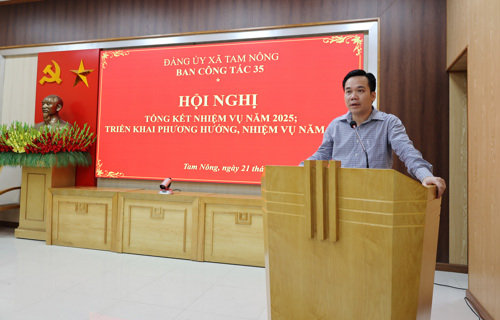 ĐẢNG ỦY XÃ TAM NÔNG
BAN CÔNG TÁC 35
HỘI NGHỊ
TỔNG KẾT NHIỆM VỤ NĂM 2025;
TRIỂN KHAI PHƯƠNG HƯỚNG, NHIỆM VỤ NĂM
Tam Nông, ngày 21